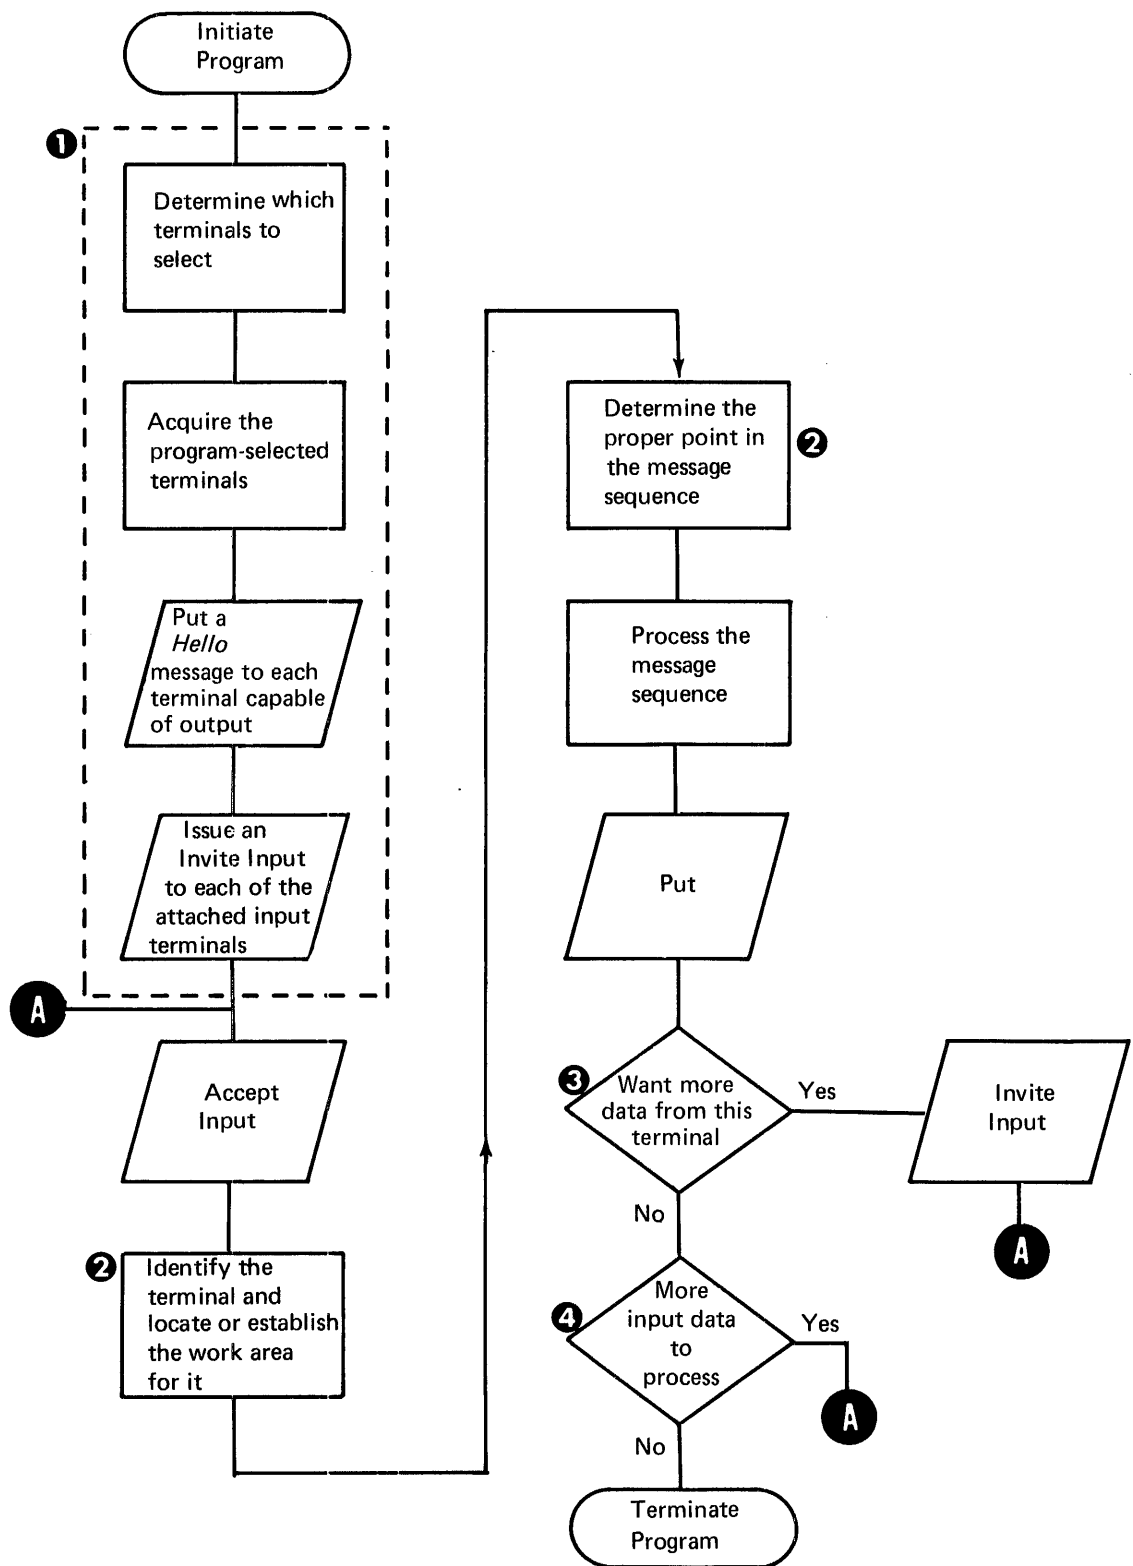 Initiate
Program
1
Determine which
terminals to
select
Acquire the
program-selected
terminals
Put a
Hello
message to each
terminal capable
of output
Issue an
Invite Input
to each of the
attached input
terminals
A
Accept
Input
2
Identify the
terminal and
locate or establish
the work area
for it
Determine the
proper point in
the message
sequence
2
Process the
message
sequence
Put
3
Want more
data from this
terminal
Yes
Invite
Input
A
No
4
More
input data
to
process
Yes
A
No
Terminate
Program